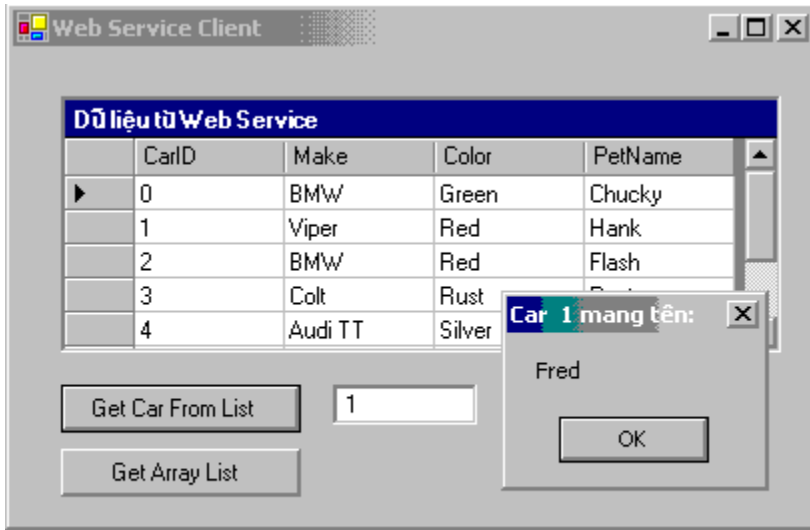 Web Service Client
Dữ liệu từ Web Service
CarID Make Color PetName
0 BMW Green Chucky
1 Viper Red Hank
2 BMW Red Flash
3 Colt Rust
4 Audi TT Silver
Car 1 mang tên:
Fred
OK
Get Car From List 1
Get Array List